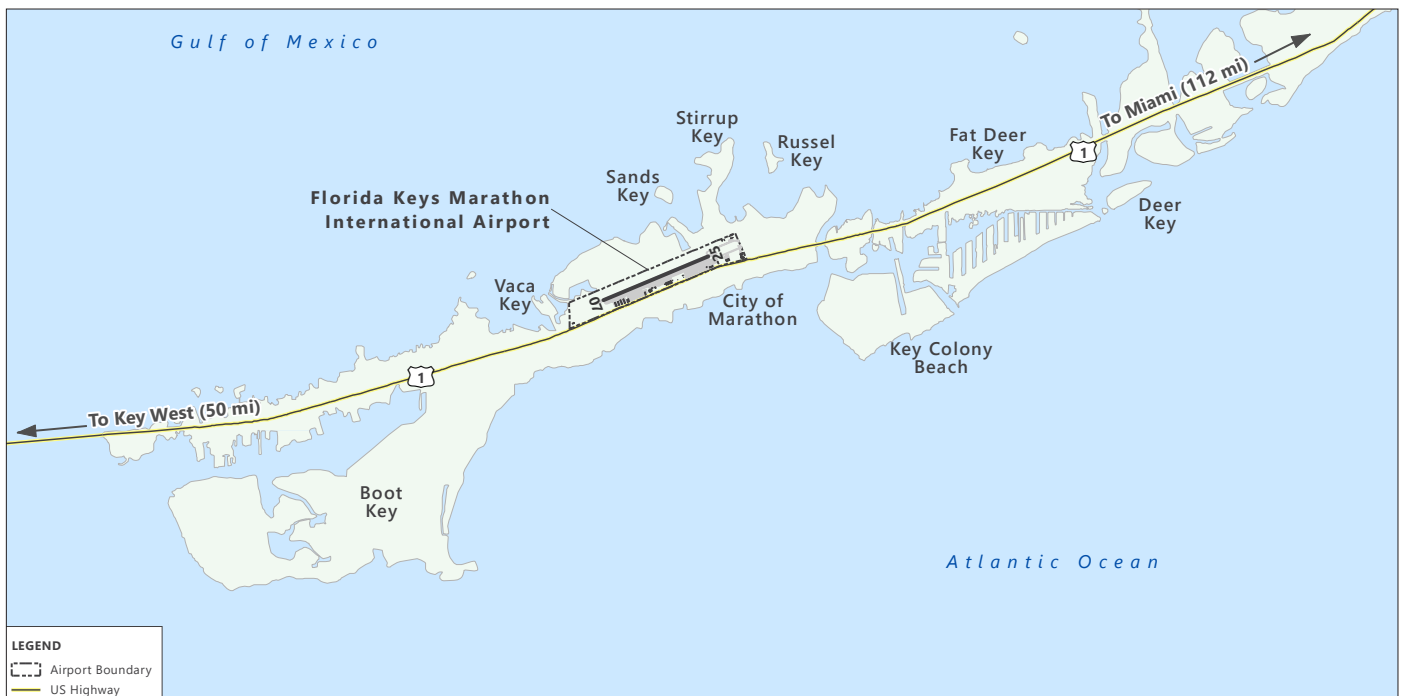 Gulf of Mexico
To Miami (112 mi)
Stirrup
Key
Russel
Key
Fat Deer
Key
1
Sands
Key
Florida Keys Marathon
International Airport
Deer
Key
25
Vaca
Key
07
City of
Marathon
Key Colony
Beach
1
To Key West (50 mi)
Boot
Key
Atlantic Ocean
LEGEND
Airport Boundary
US Highway